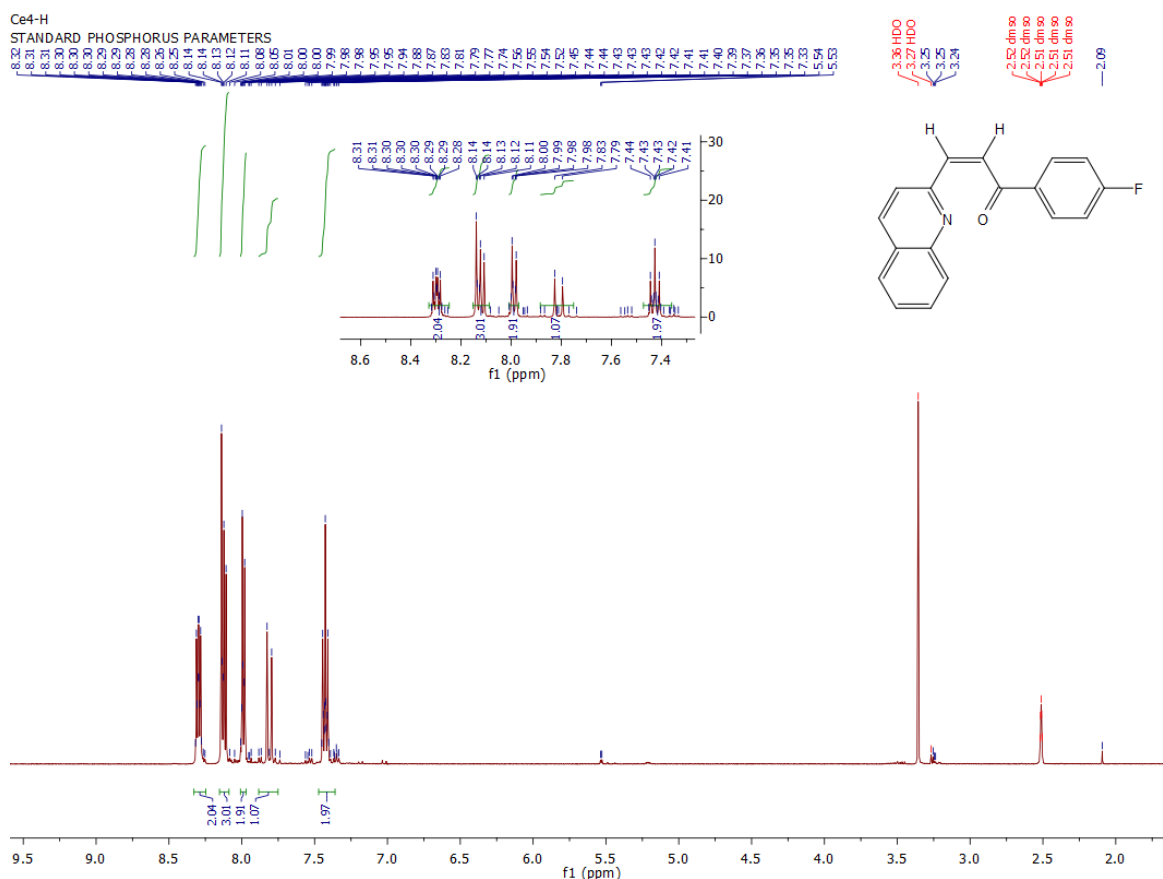 Ce4-H
STANDARD PHOSPHORUS PARAMETERS
8.32 8.31 8.31 8.30 8.30 8.30 8.29 8.29 8.28 8.28 8.26 8.25 8.14 8.14 8.13 8.12 8.11 8.08 8.05 8.01 8.00 8.00 7.99 7.98 7.98 7.95 7.95 7.94 7.88 7.87 7.83 7.81 7.79 7.77 7.74 7.56 7.55 7.54 7.52 7.45 7.44 7.44 7.43 7.43 7.43 7.42 7.42 7.41 7.41 7.40 7.39 7.37 7.36 7.35 7.35 7.33 5.54 5.53 3.36 HDO 3.27 HDO 3.25 3.25 3.24 2.52 dmso 2.52 dmso 2.51 dmso 2.51 dmso 2.51 dmso 2.09
8.31 8.31 8.30 8.30 8.30 8.29 8.29 8.28 8.14 8.14 8.13 8.12 8.11 8.00 7.99 7.98 7.98 7.83 7.79 7.44 7.43 7.43 7.42 7.41
30
20
10
0
2.04 3.01 1.91 1.07 1.97
8.6 8.4 8.2 8.0 7.8 7.6 7.4
f1 (ppm)
H H
N O F
2.04 3.01 1.91 1.07 1.97
9.5 9.0 8.5 8.0 7.5 7.0 6.5 6.0 5.5 5.0 4.5 4.0 3.5 3.0 2.5 2.0
f1 (ppm)